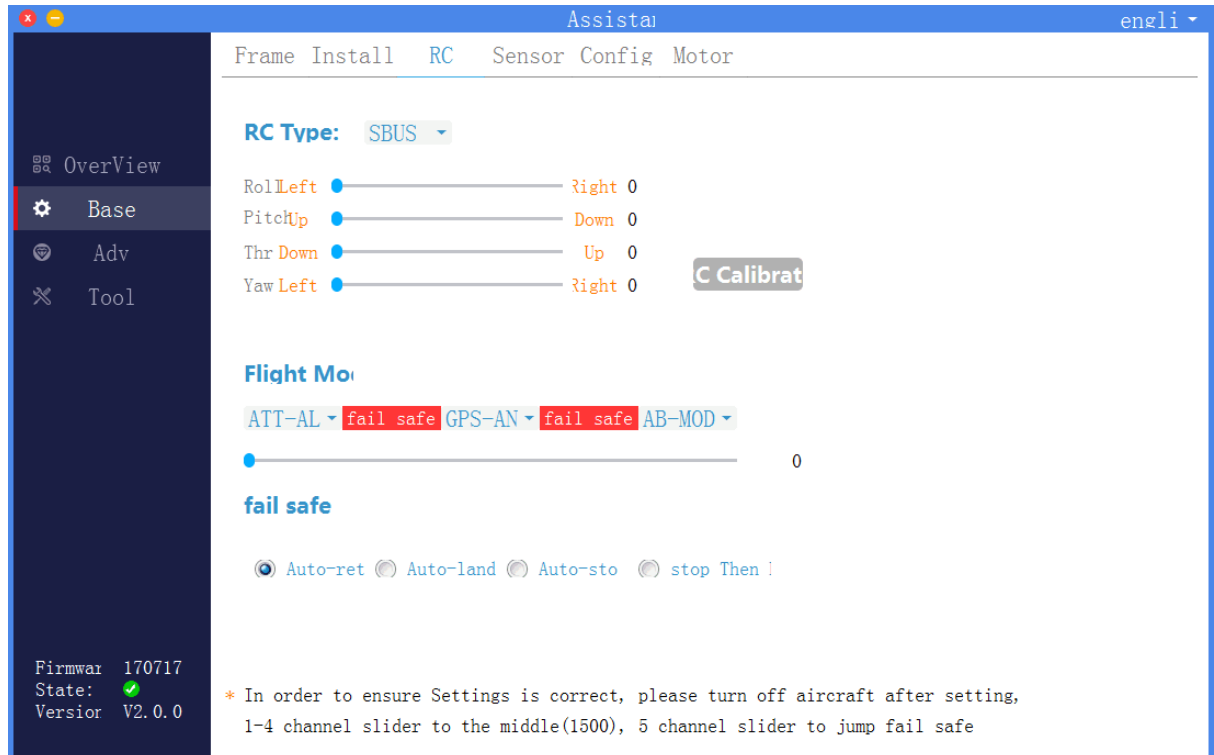 x Assista engli
Frame Install RC Sensor Config Motor
OverView
Base
Adv
Tool
RC Type: SBUS
Roll Left Right 0
Pitch Up Down 0
Thr Down Up 0
Yaw Left Right 0
C Calibrat
Flight Mo
ATT-AL fail safe GPS-AN fail safe AB-MOD
0
fail safe
Auto-ret Auto-land Auto-sto stop Then
Firmwar 170717
State:
Version V2.0.0
* In order to ensure Settings is correct, please turn off aircraft after setting,
1-4 channel slider to the middle(1500), 5 channel slider to jump fail safe